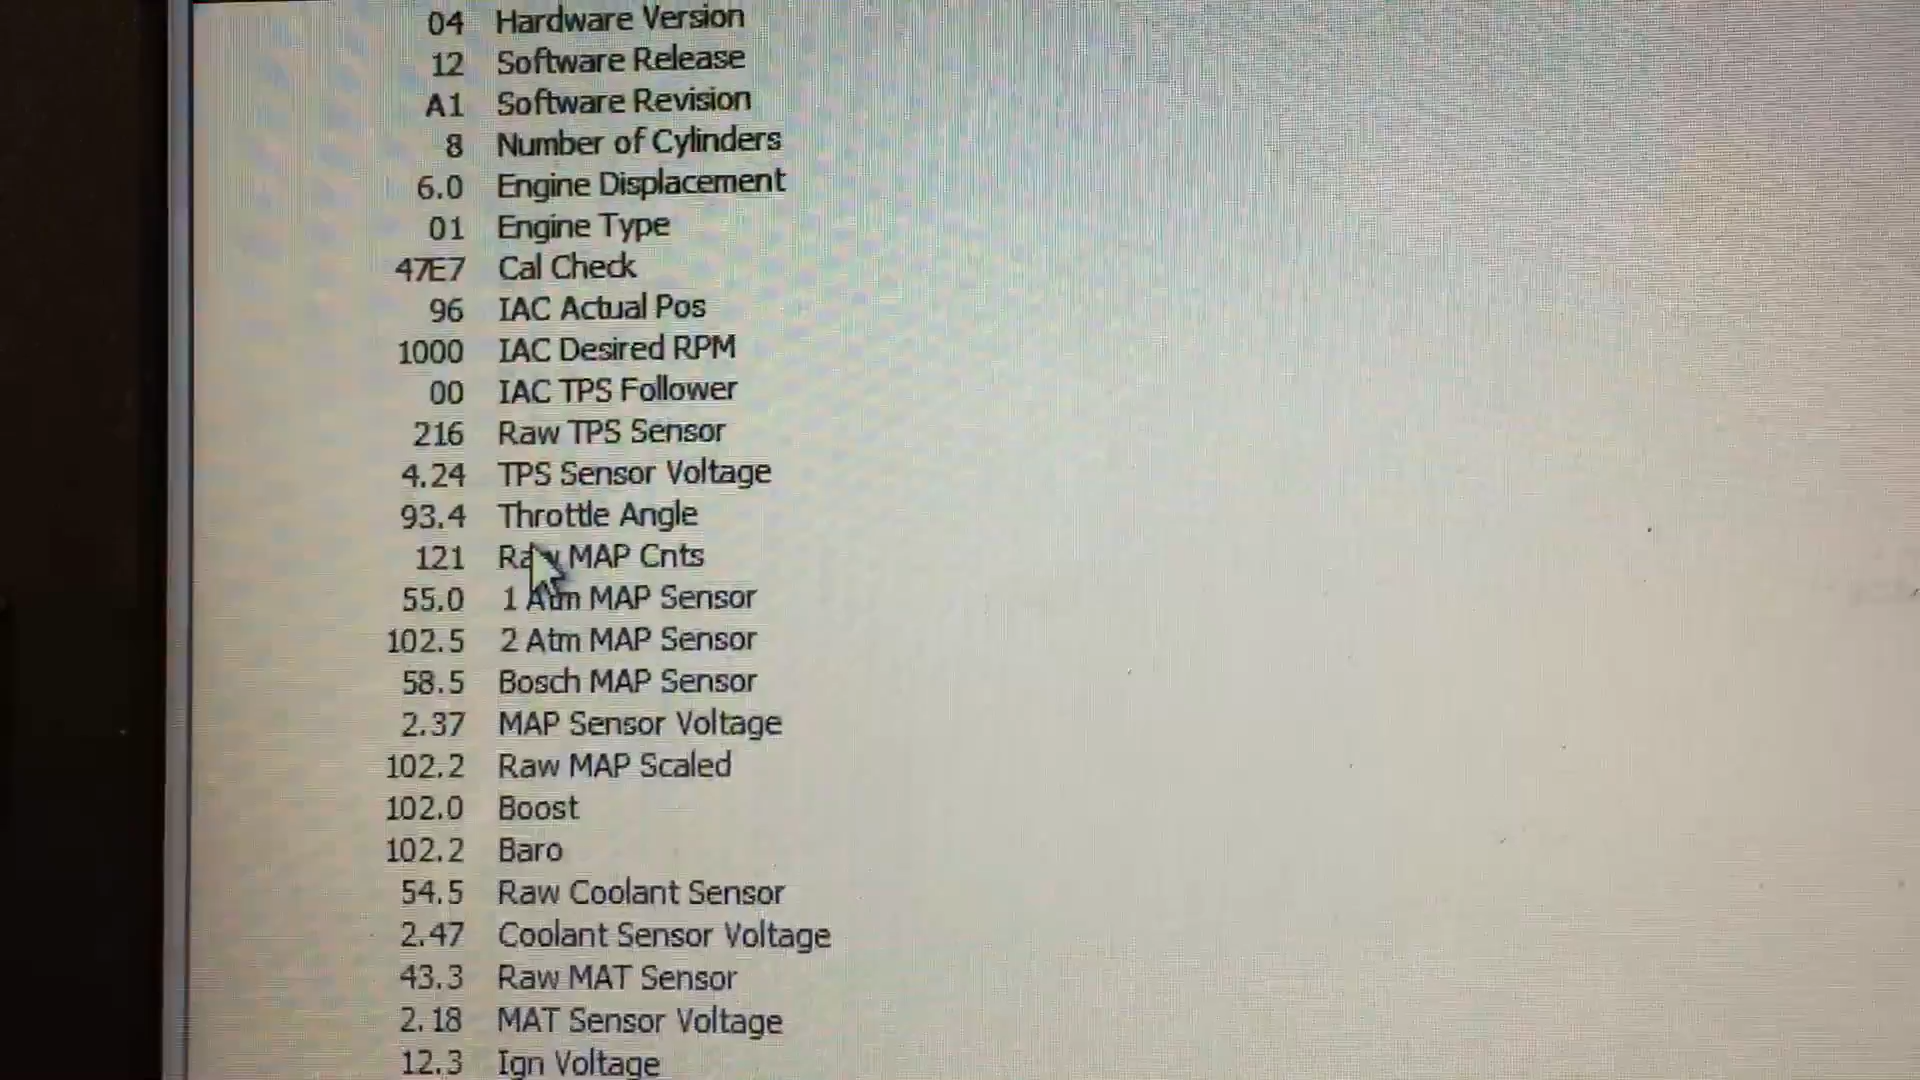 04 Hardware Version
12 Software Release
A1 Software Revision
8 Number of Cylinders
6.0 Engine Displacement
01 Engine Type
47E7 Cal Check
96 IAC Actual Pos
1000 IAC Desired RPM
00 IAC TPS Follower
216 Raw TPS Sensor
4.24 TPS Sensor Voltage
93.4 Throttle Angle
121 Raw MAP Cnts
55.0 1 Atm MAP Sensor
102.5 2 Atm MAP Sensor
58.5 Bosch MAP Sensor
2.37 MAP Sensor Voltage
102.2 Raw MAP Scaled
102.0 Boost
102.2 Baro
54.5 Raw Coolant Sensor
2.47 Coolant Sensor Voltage
43.3 Raw MAT Sensor
2.18 MAT Sensor Voltage
12.3 Ign Voltage